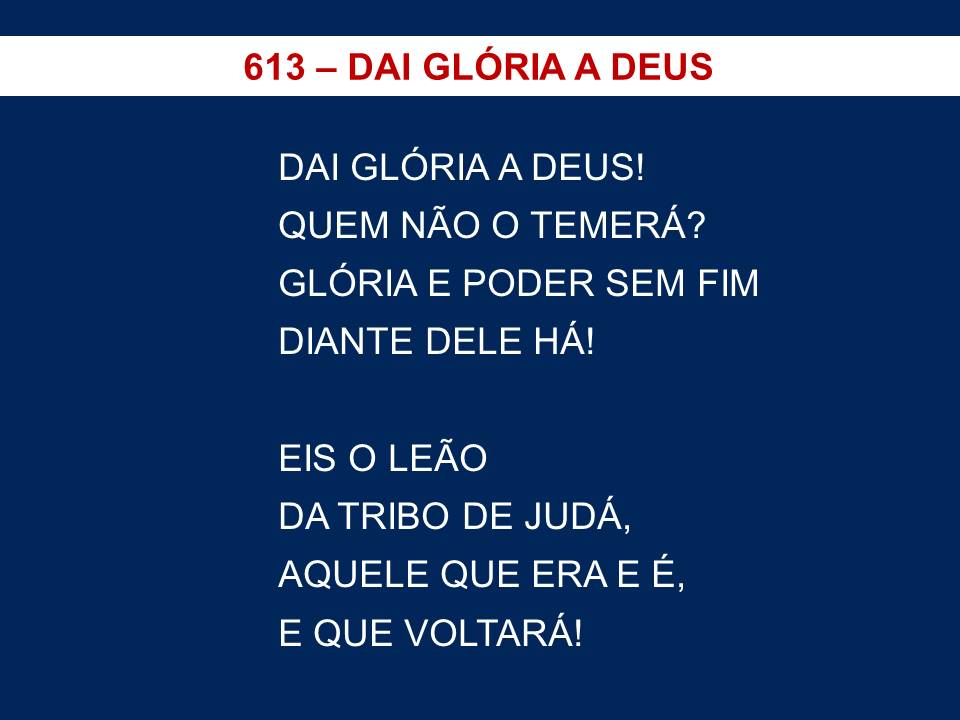 613 – DAI GLÓRIA A DEUS
DAI GLÓRIA A DEUS!
QUEM NÃO O TEMERÁ?
GLÓRIA E PODER SEM FIM
DIANTE DELE HÁ!
EIS O LEÃO
DA TRIBO DE JUDÁ,
AQUELE QUE ERA E É,
E QUE VOLTARÁ!